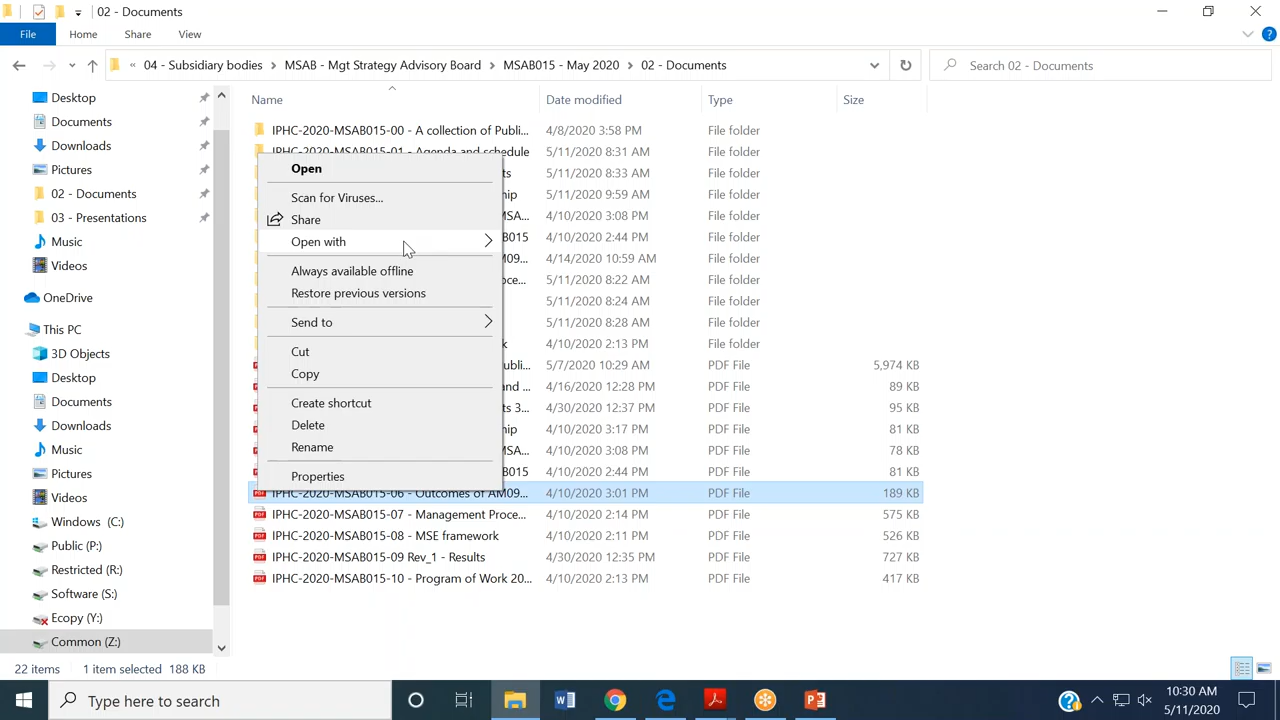 02 - Documents
File Home Share View
« 04 - Subsidiary bodies > MSAB - Mgt Strategy Advisory Board > MSAB015 - May 2020 > 02 - Documents
Search 02 - Documents
Name Date modified Type Size
Desktop
Documents
Downloads
Pictures
02 - Documents
03 - Presentations
Music
Videos
OneDrive
This PC
3D Objects
Desktop
Documents
Downloads
Music
Pictures
Videos
Windows (C:)
Public (P:)
Restricted (R:)
Software (S:)
Ecopy (Y:)
Common (Z:)
IPHC-2020-MSAB015-00 - A collection of Publi... 4/8/2020 3:58 PM File folder
IPHC-2020-MSAB015-01 - Agenda and schedule 5/11/2020 8:31 AM File folder
ts 5/11/2020 8:33 AM File folder
hip 5/11/2020 9:59 AM File folder
MSA... 4/10/2020 3:08 PM File folder
B015 4/10/2020 2:44 PM File folder
AM09... 4/14/2020 10:59 AM File folder
oce... 5/11/2020 8:22 AM File folder
5/11/2020 8:24 AM File folder
5/11/2020 8:28 AM File folder
k 4/10/2020 2:13 PM File folder
ubli... 5/7/2020 10:29 AM PDF File 5,974 KB
and ... 4/16/2020 12:28 PM PDF File 89 KB
ts 3... 4/30/2020 12:37 PM PDF File 95 KB
hip 4/10/2020 3:17 PM PDF File 81 KB
MSA... 4/10/2020 3:08 PM PDF File 78 KB
B015 4/10/2020 2:44 PM PDF File 81 KB
IPHC-2020-MSAB015-06 - Outcomes of AM09... 4/10/2020 3:01 PM PDF File 189 KB
IPHC-2020-MSAB015-07 - Management Proce... 4/10/2020 2:14 PM PDF File 575 KB
IPHC-2020-MSAB015-08 - MSE framework 4/10/2020 2:11 PM PDF File 526 KB
IPHC-2020-MSAB015-09 Rev_1 - Results 4/30/2020 12:35 PM PDF File 727 KB
IPHC-2020-MSAB015-10 - Program of Work 20... 4/10/2020 2:13 PM PDF File 417 KB
Open
Scan for Viruses...
Share
Open with
Always available offline
Restore previous versions
Send to
Cut
Copy
Create shortcut
Delete
Rename
Properties
22 items 1 item selected 188 KB
Type here to search
10:30 AM
5/11/2020